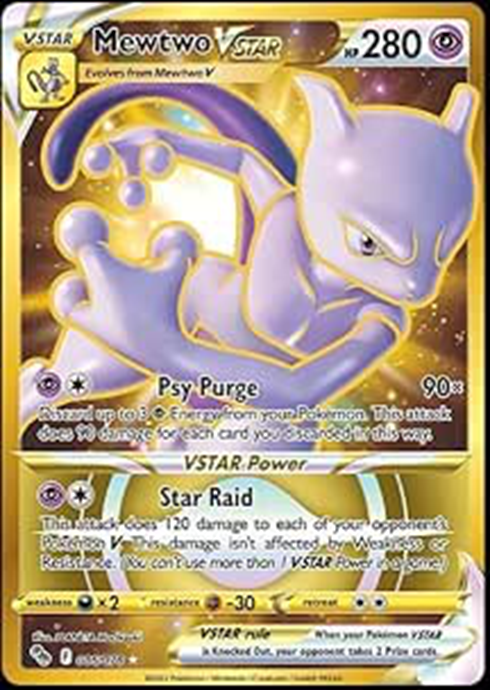 VSTAR Mewtwo VSTAR HP 280
Evolves from Mewtwo V
Psy Purge 90×
Discard up to 3 Energy from your Pokémon. This attack
does 90 damage for each card you discarded in this way.
VSTAR Power
Star Raid
This attack does 120 damage to each of your opponent's
Pokémon V. This damage isn't affected by Weakness or
Resistance. (You can't use more than 1 VSTAR Power in a game.)
weakness ×2 resistance -30 retreat
VSTAR rule When your Pokémon VSTAR
is Knocked Out, your opponent takes 2 Prize cards.
Illus.